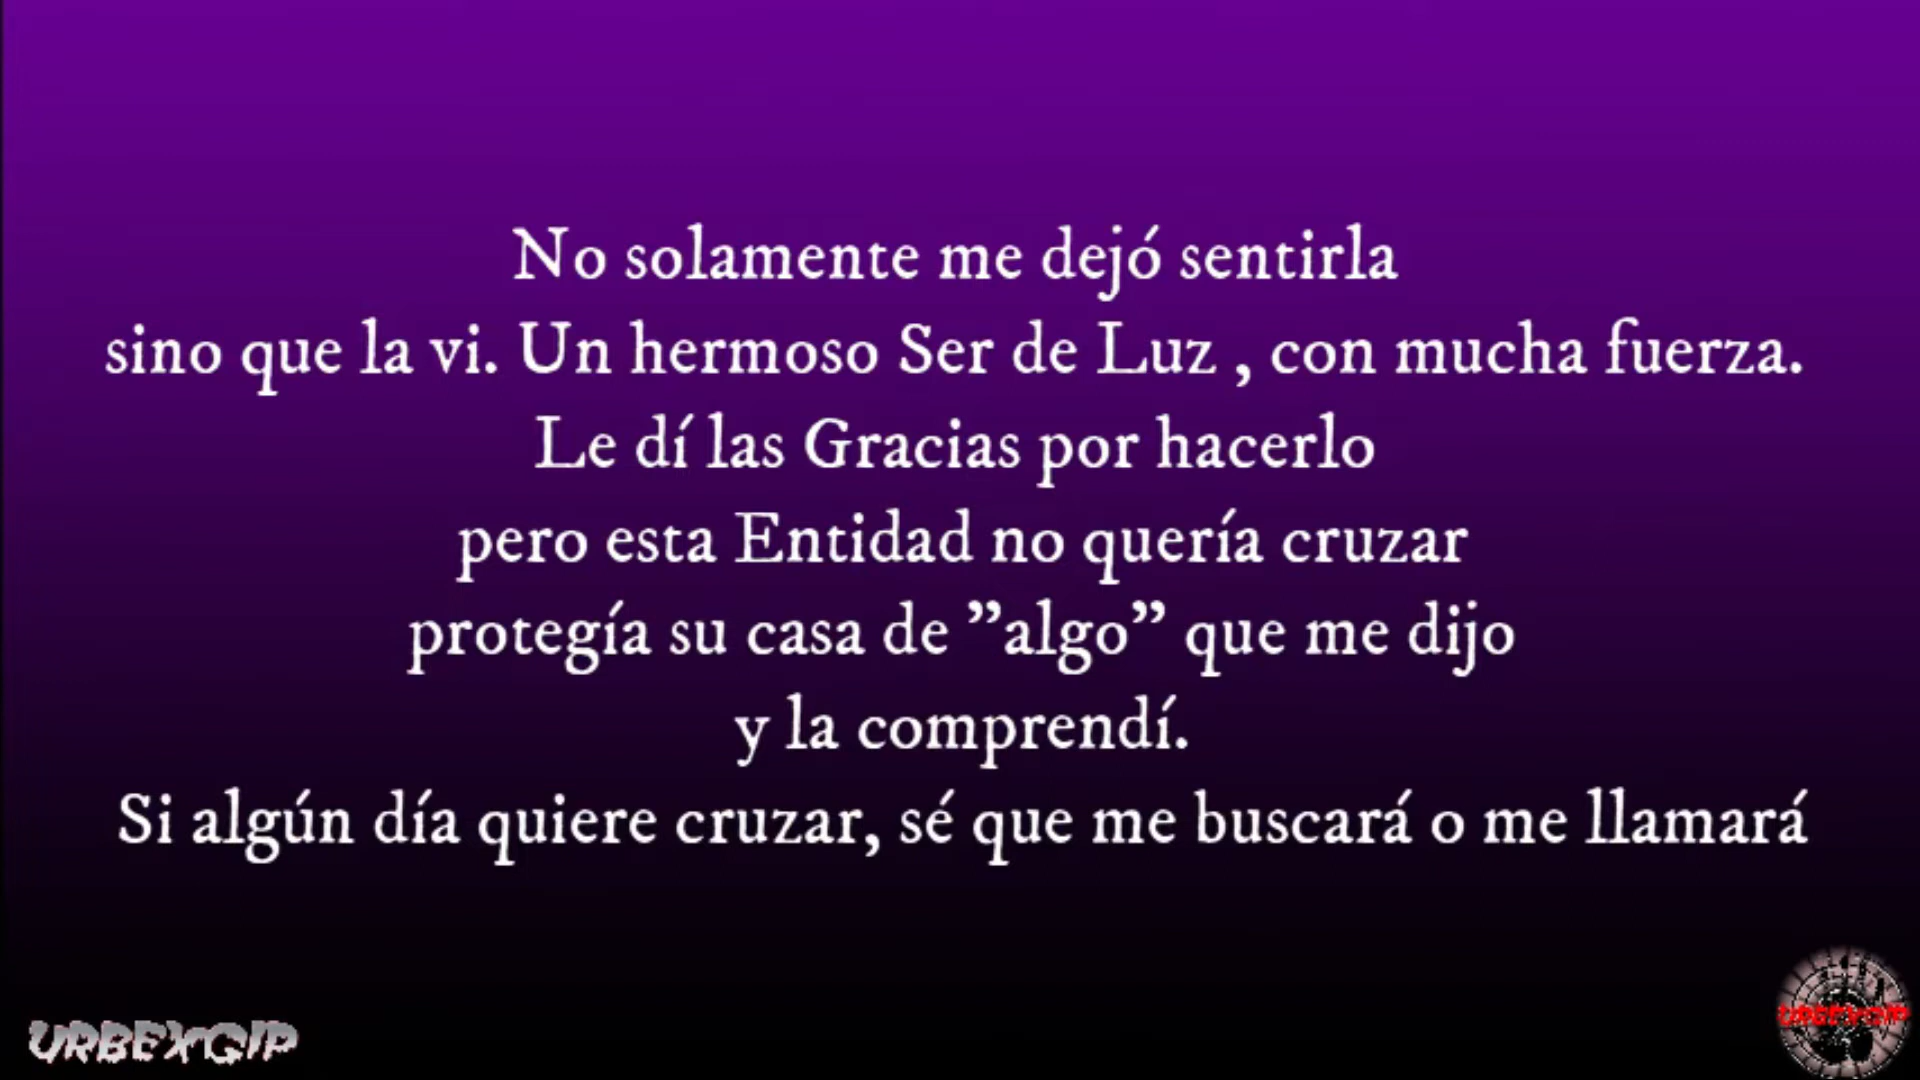 No solamente me dejó sentirla
sino que la vi. Un hermoso Ser de Luz , con mucha fuerza.
Le dí las Gracias por hacerlo
pero esta Entidad no quería cruzar
protegía su casa de ”algo” que me dijo
y la comprendí.
Si algún día quiere cruzar, sé que me buscará o me llamará
URBEXGIP
URBEXGIP